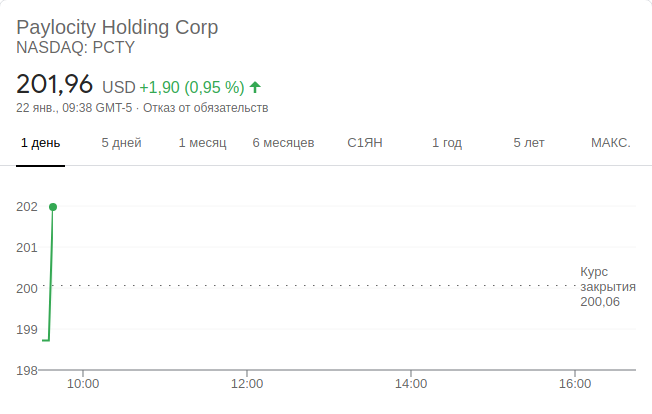 Paylocity Holding Corp
NASDAQ: PCTY
201,96 USD +1,90 (0,95 %)
22 янв., 09:38 GMT-5 · Отказ от обязательств
1 день 5 дней 1 месяц 6 месяцев С1ЯН 1 год 5 лет МАКС.
202
201
200
199
198
Курс
закрытия
200,06
10:00 12:00 14:00 16:00